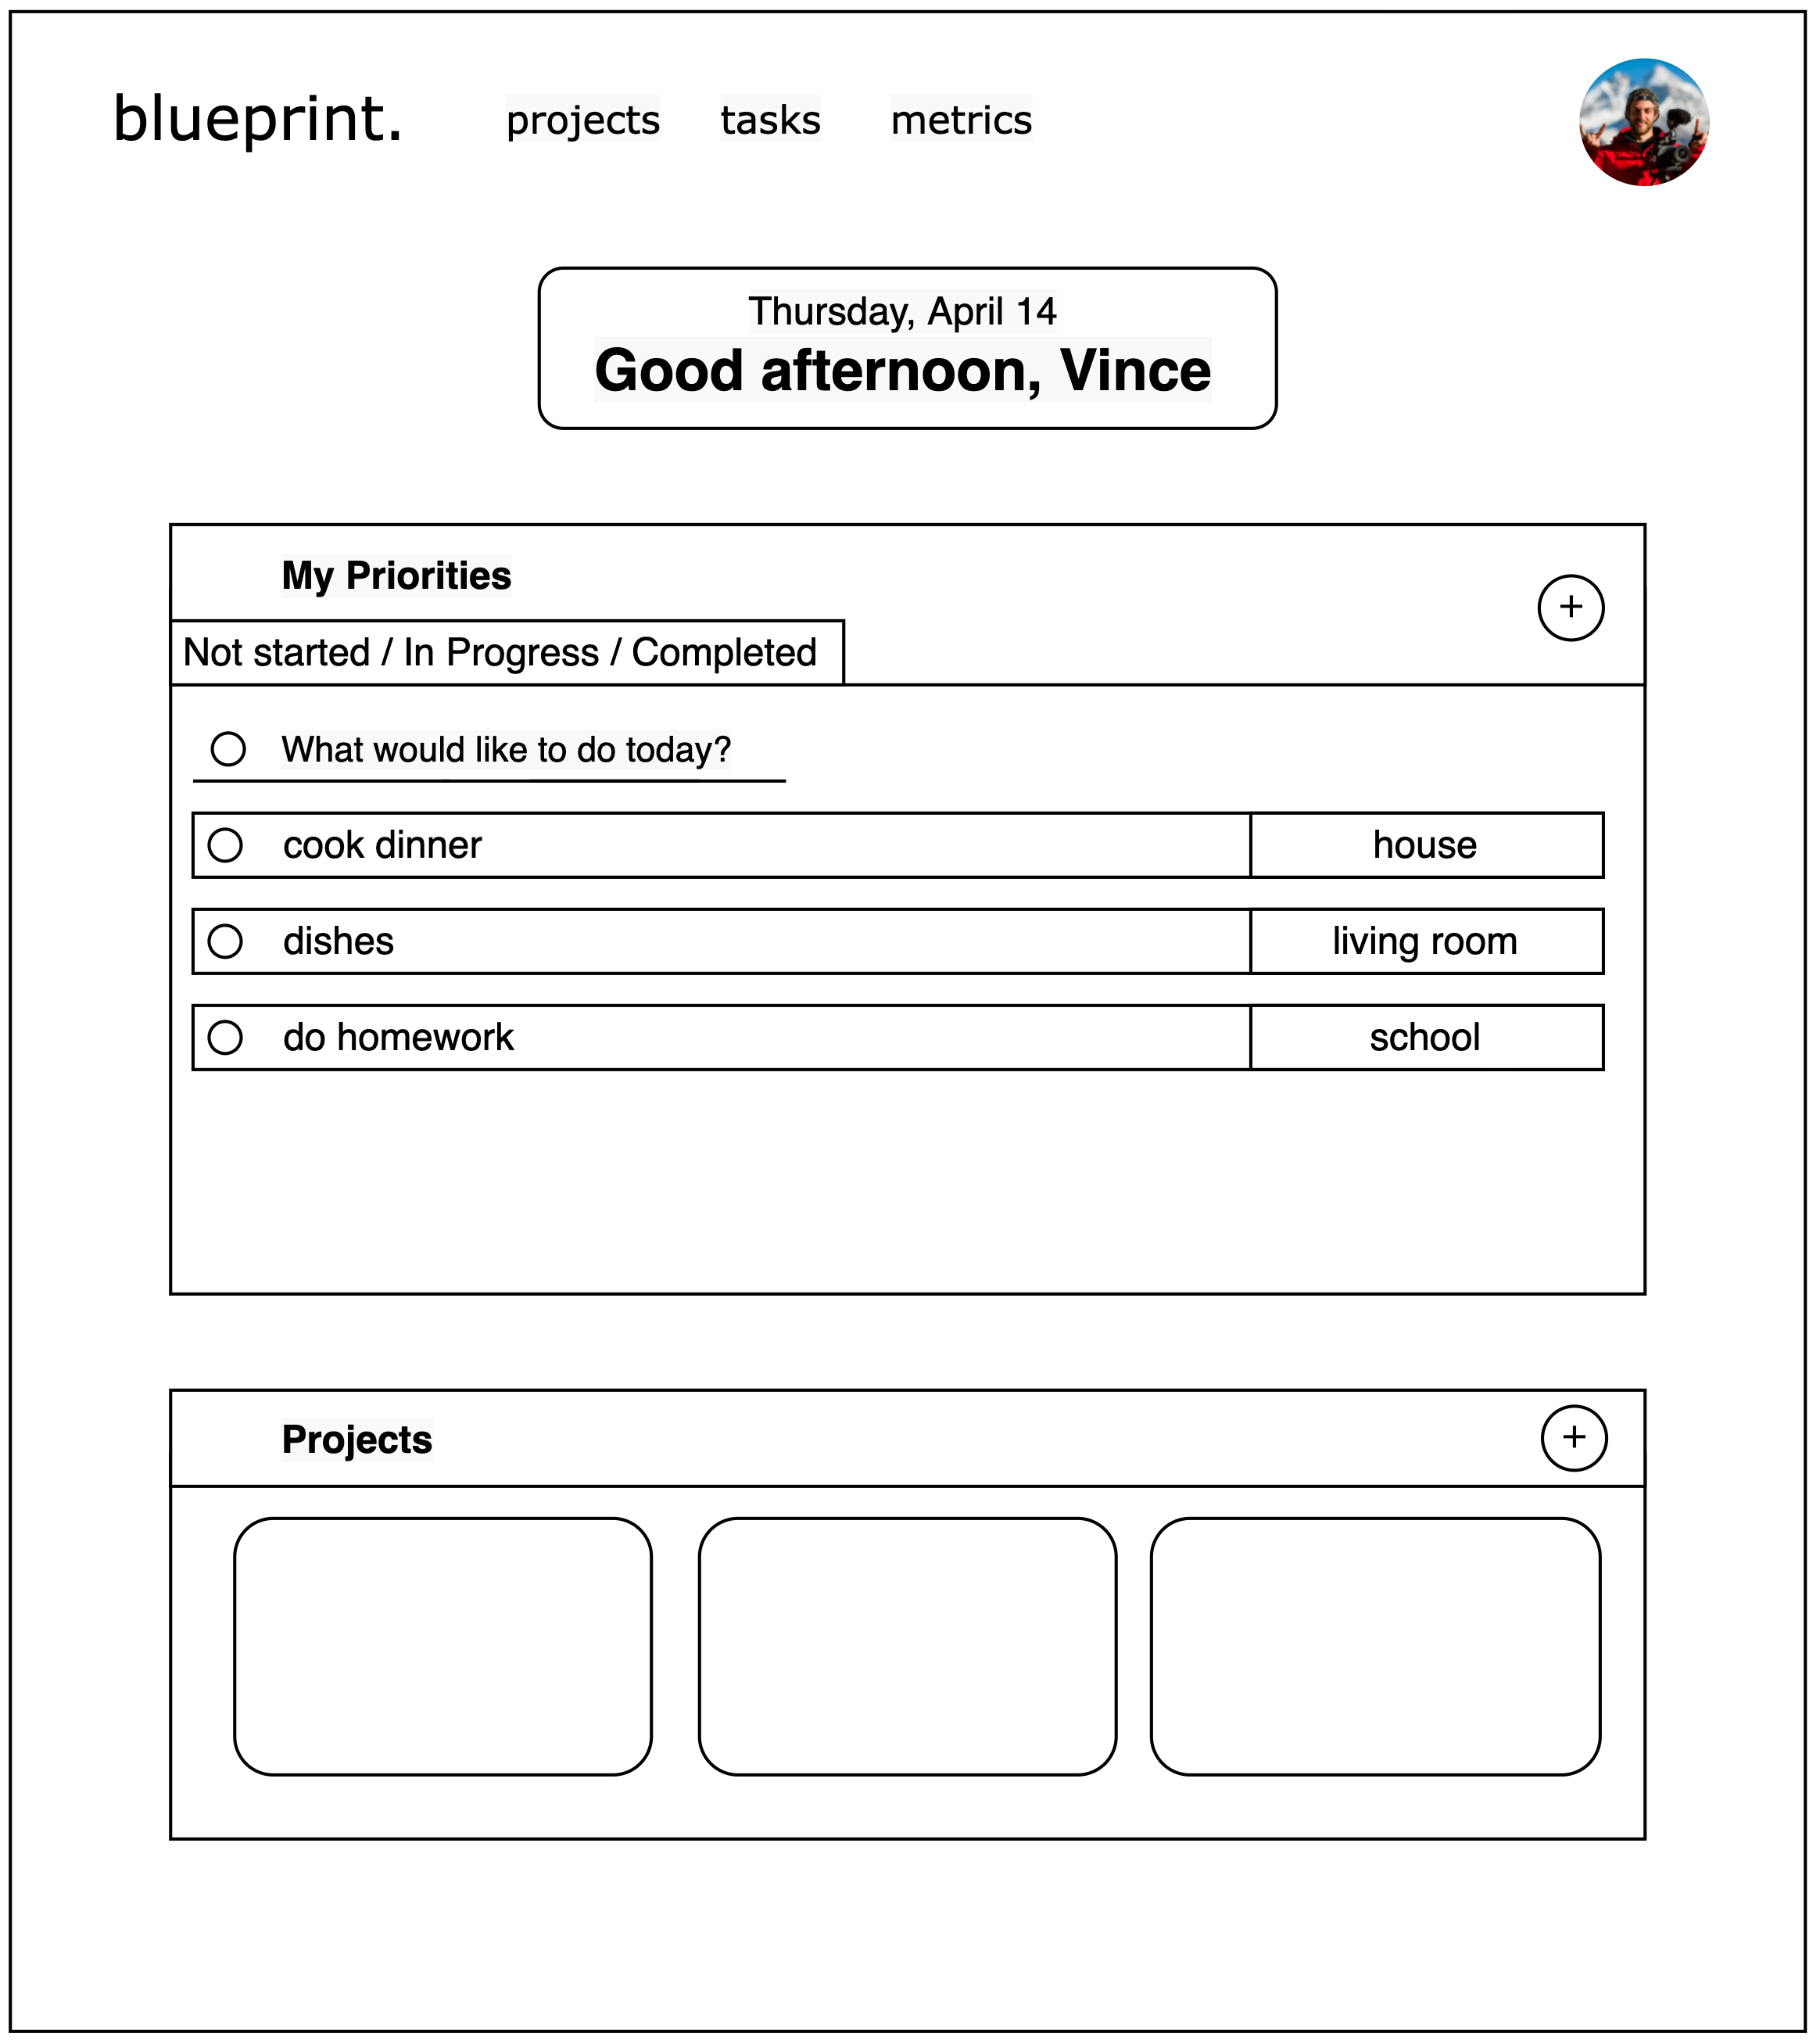 blueprint. projects tasks metrics
Thursday, April 14
Good afternoon, Vince
My Priorities
+
Not started / In Progress / Completed
What would like to do today?
cook dinner house
dishes living room
do homework school
Projects +